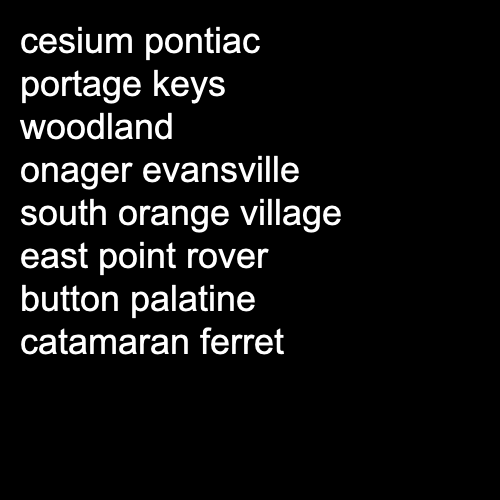 cesium pontiac
portage keys
woodland
onager evansville
south orange village
east point rover
button palatine
catamaran ferret